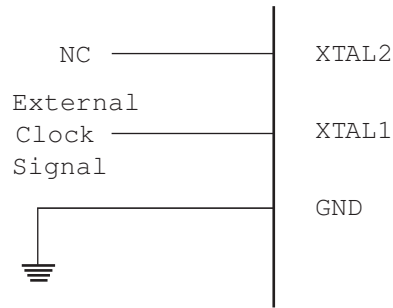 NC
XTAL2
External
Clock
Signal
XTAL1
GND